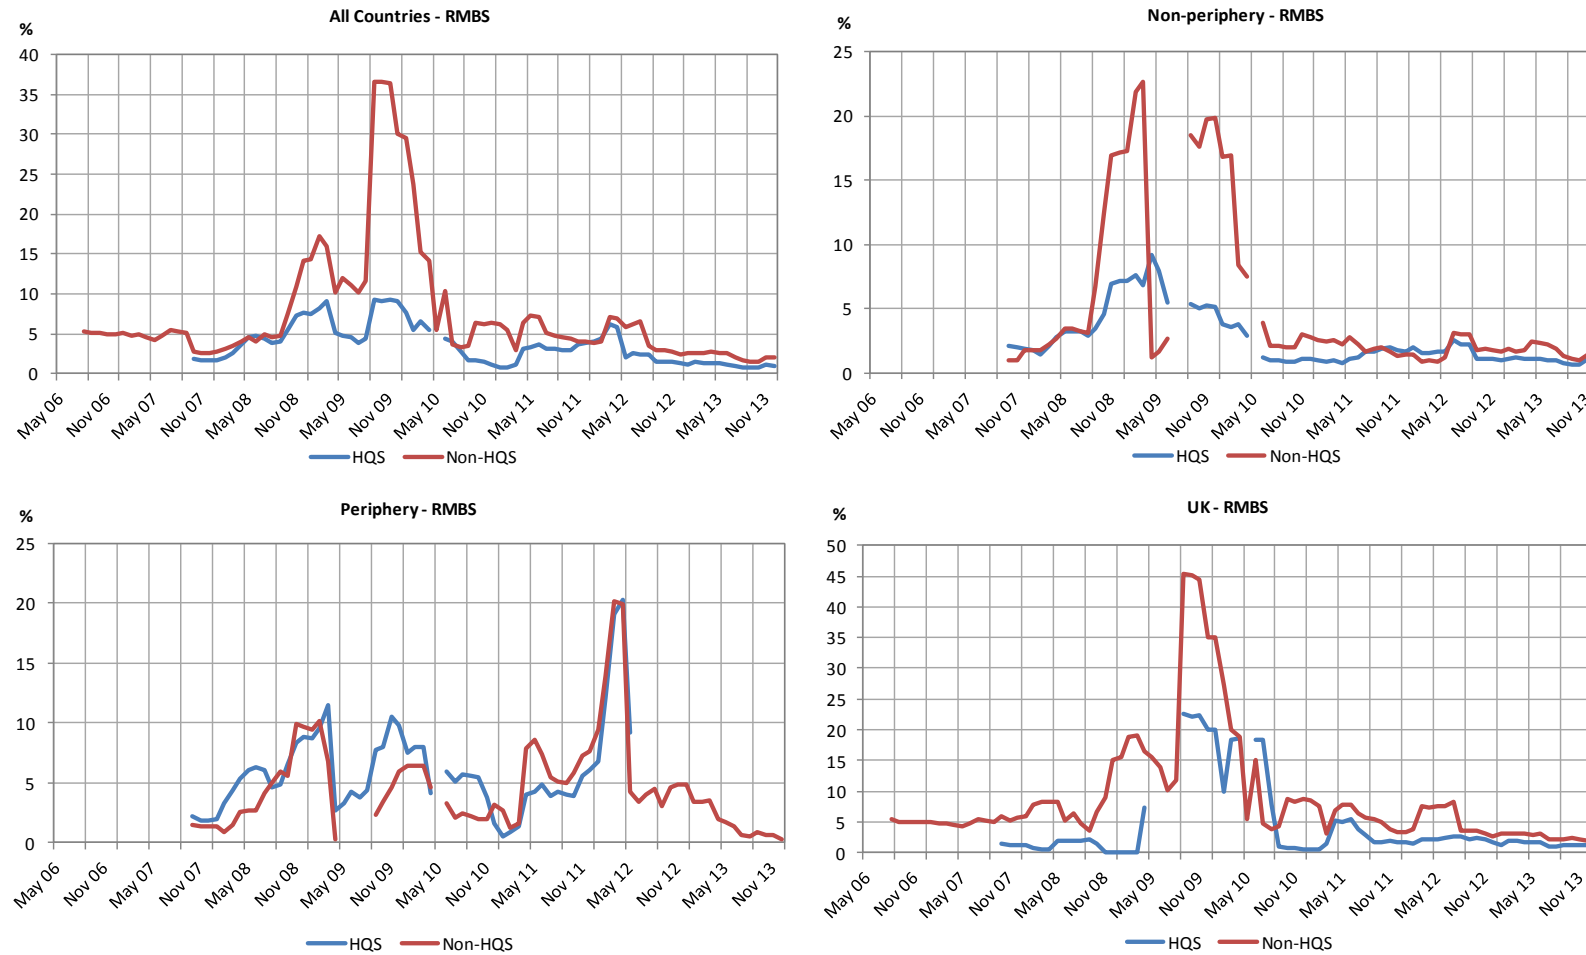 All Countries - RMBS
%
40
35
30
25
20
15
10
5
0
May 06
Nov 06
May 07
Nov 07
May 08
Nov 08
May 09
Nov 09
May 10
Nov 10
May 11
Nov 11
May 12
Nov 12
May 13
Nov 13
HQS Non-HQS
Non-periphery - RMBS
%
25
20
15
10
5
0
May 06
Nov 06
May 07
Nov 07
May 08
Nov 08
May 09
Nov 09
May 10
Nov 10
May 11
Nov 11
May 12
Nov 12
May 13
Nov 13
HQS Non-HQS
Periphery - RMBS
%
25
20
15
10
5
0
May 06
Nov 06
May 07
Nov 07
May 08
Nov 08
May 09
Nov 09
May 10
Nov 10
May 11
Nov 11
May 12
Nov 12
May 13
Nov 13
HQS Non-HQS
UK - RMBS
%
50
45
40
35
30
25
20
15
10
5
0
May 06
Nov 06
May 07
Nov 07
May 08
Nov 08
May 09
Nov 09
May 10
Nov 10
May 11
Nov 11
May 12
Nov 12
May 13
Nov 13
HQS Non-HQS